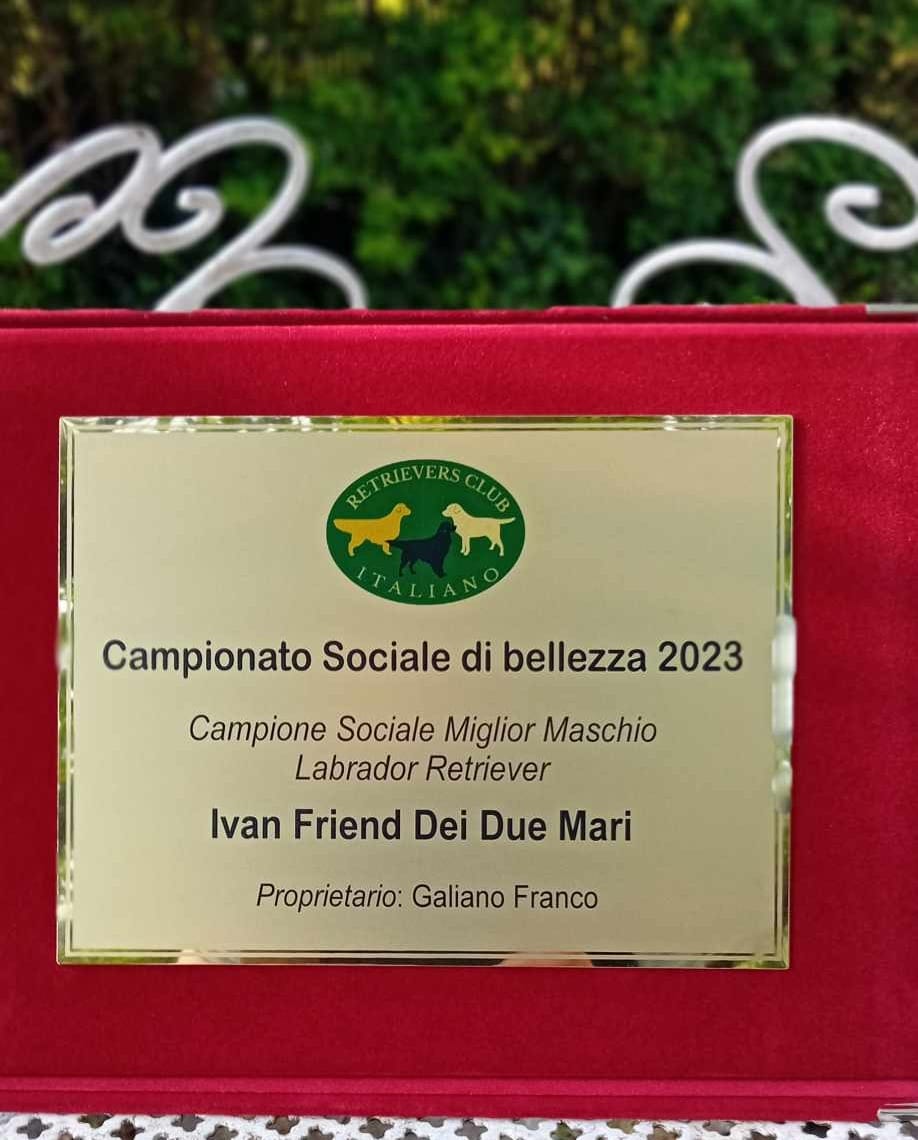 RETRIEVERS CLUB
ITALIANO
Campionato Sociale di bellezza 2023
Campione Sociale Miglior Maschio
Labrador Retriever
Ivan Friend Dei Due Mari
Proprietario: Galiano Franco